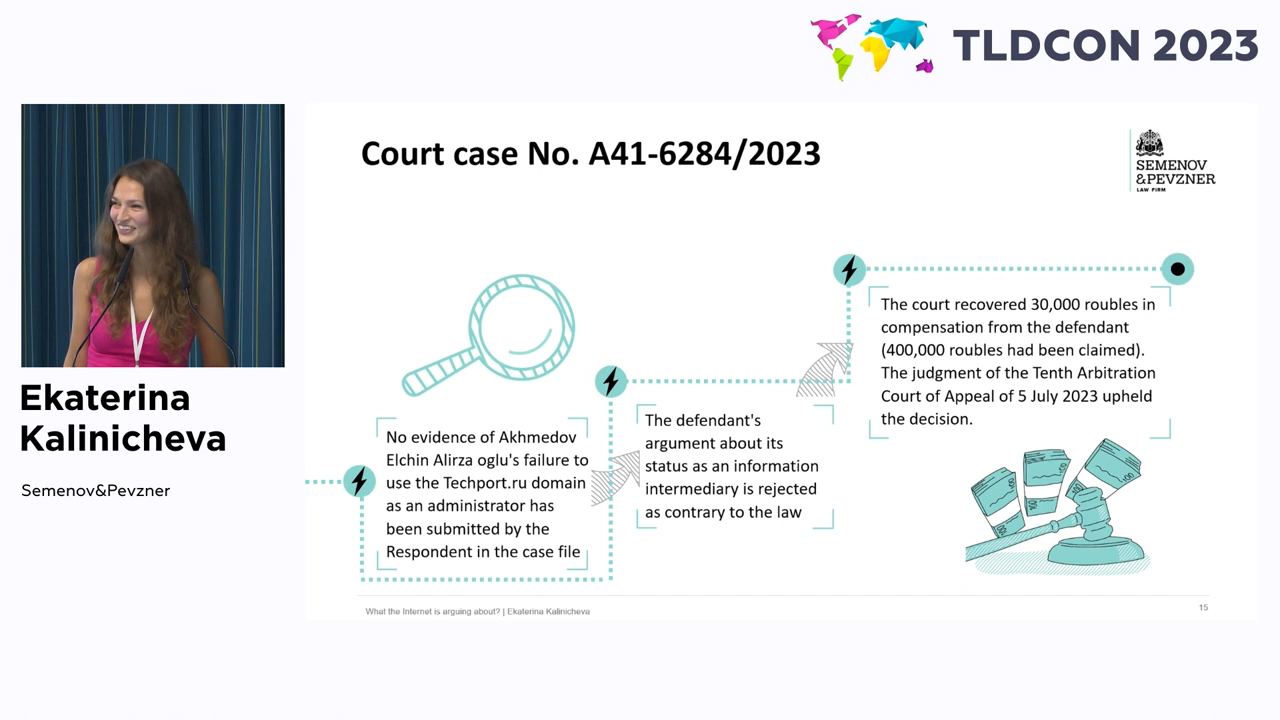 TLDCON 2023
Court case No. A41-6284/2023
SEMENOV
&PEVZNER
LAW FIRM
Ekaterina
Kalinicheva
Semenov&Pevzner
No evidence of Akhmedov
Elchin Alirza oglu's failure to
use the Techport.ru domain
as an administrator has
been submitted by the
Respondent in the case file
The defendant's
argument about its
status as an information
intermediary is rejected
as contrary to the law
The court recovered 30,000 roubles in
compensation from the defendant
(400,000 roubles had been claimed).
The judgment of the Tenth Arbitration
Court of Appeal of 5 July 2023 upheld
the decision.
What the Internet is arguing about? | Ekaterina Kalinicheva
15